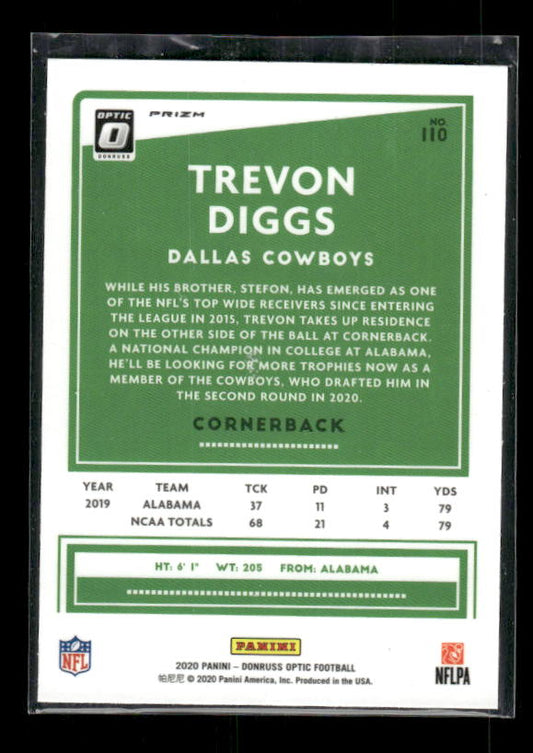 OPTIC
DONRUSS
PRIZM
NO.
110
TREVON
DIGGS
DALLAS COWBOYS
WHILE HIS BROTHER, STEFON, HAS EMERGED AS ONE
OF THE NFL'S TOP WIDE RECEIVERS SINCE ENTERING
THE LEAGUE IN 2015, TREVON TAKES UP RESIDENCE
ON THE OTHER SIDE OF THE BALL AT CORNERBACK.
A NATIONAL CHAMPION IN COLLEGE AT ALABAMA,
HE'LL BE LOOKING FOR MORE TROPHIES NOW AS A
MEMBER OF THE COWBOYS, WHO DRAFTED HIM IN
THE SECOND ROUND IN 2020.
CORNERBACK
YEAR TEAM TCK PD INT YDS
2019 ALABAMA 37 11 3 79
NCAA TOTALS 68 21 4 79
HT: 6' 1" WT: 205 FROM: ALABAMA
NFL
PANINI
2020 PANINI – DONRUSS OPTIC FOOTBALL
帕尼尼 © 2020 Panini America, Inc. Produced in the USA.
NFLPA